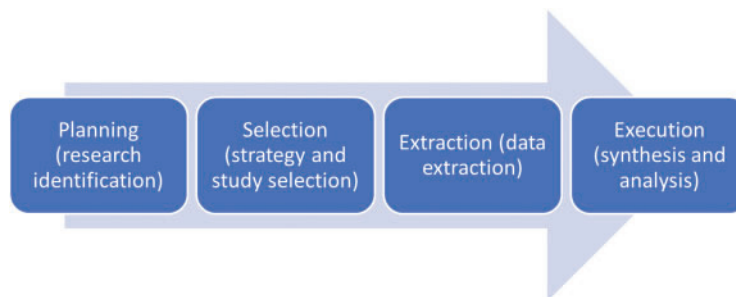 Planning
(research
identification)
Selection
(strategy and
study selection)
Extraction (data
extraction)
Execution
(synthesis and
analysis)